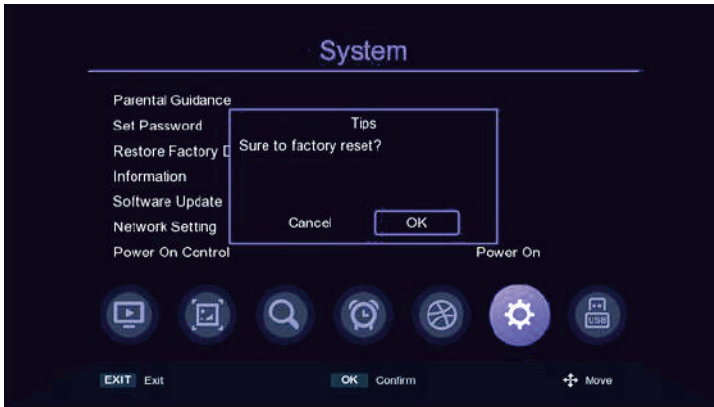 System
Parental Guidance
Set Password
Restore Factory D
Information
Software Update
Network Setting
Power On Control
Power On
Tips
Sure to factory reset?
Cancel
OK
USB
EXIT Exit
OK Confirm
Move